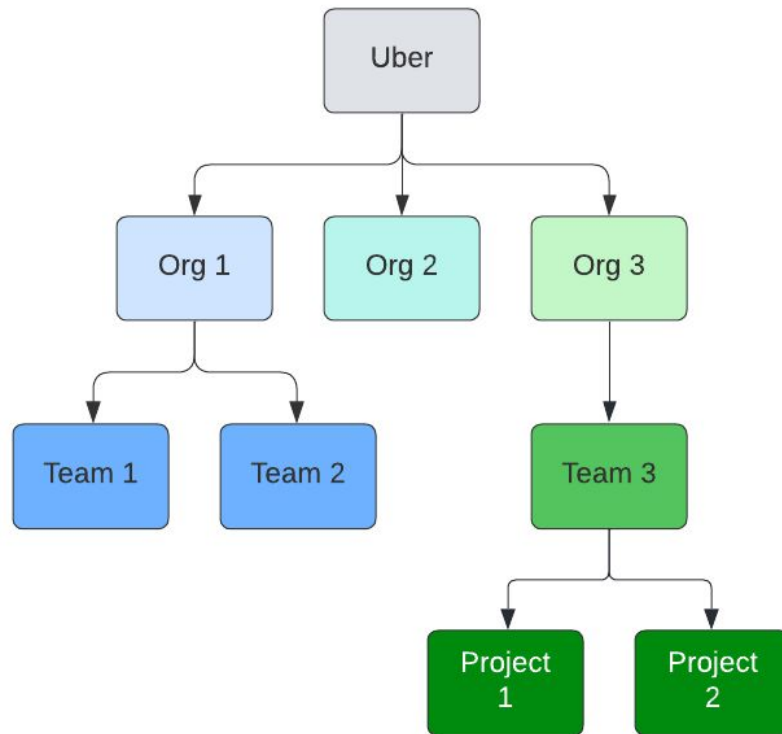 Uber
Org 1
Org 2
Org 3
Team 1
Team 2
Team 3
Project
1
Project
2